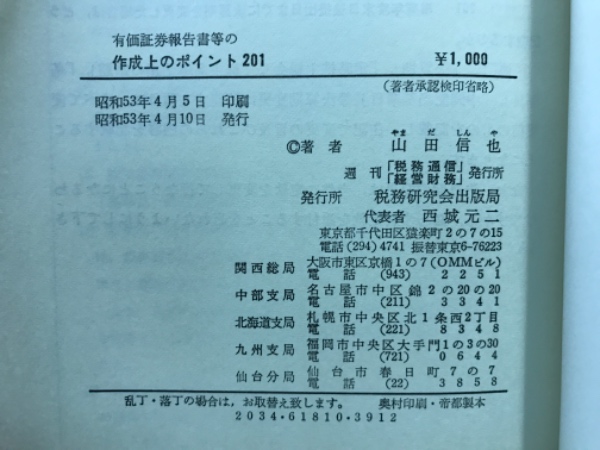 有価証券報告書等の
作成上のポイント201 ¥1,000
(著者承認検印省略)
昭和53年4月5日 印刷
昭和53年4月10日 発行
やま だ しん や
©著者 山田信也
週刊「税務通信」「経営財務」発行所
発行所 税務研究会出版局
代表者 西城元二
東京都千代田区猿楽町2の7の15
電話(294)4741 振替東京6-76223
関西総局 大阪市東区京橋1の7(OMMビル)
電話 (943) 2251
中部支局 名古屋市中区錦2の20の20
電話 (211) 3341
北海道支局 札幌市中央区北1条西2丁目
電話 (221) 8348
九州支局 福岡市中央区大手門1の3の30
電話 (721) 0644
仙台分局 仙台市春日町7の7
電話 (22) 3858
乱丁・落丁の場合は,お取替え致します。 奥村印刷・帝都製本
2034-61810-3912